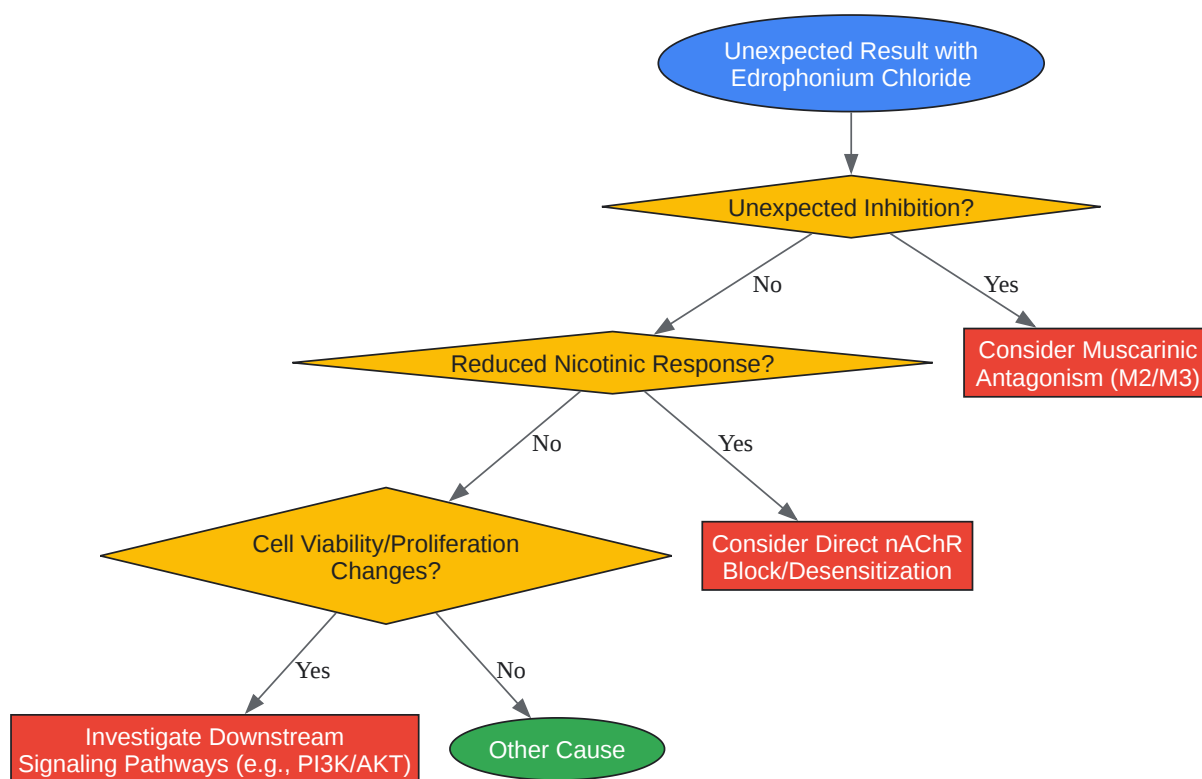 Unexpected Result with
Edrophonium Chloride
Unexpected Inhibition?
No
Yes
Reduced Nicotinic Response?
Consider Muscarinic
Antagonism (M2/M3)
No
Yes
Cell Viability/Proliferation
Changes?
Consider Direct nAChR
Block/Desensitization
Yes
No
Investigate Downstream
Signaling Pathways (e.g., PI3K/AKT)
Other Cause